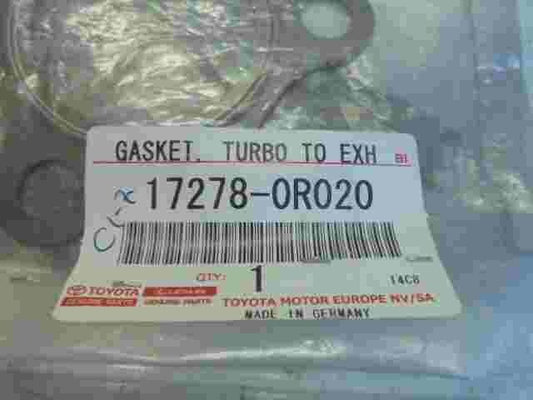 GASKET. TURBO TO EXH
17278-0R020
QTY: 1 14C8
TOYOTA LEXUS
GENUINE PARTS GENUINE PARTS TOYOTA MOTOR EUROPE NV/SA
MADE IN GERMANY